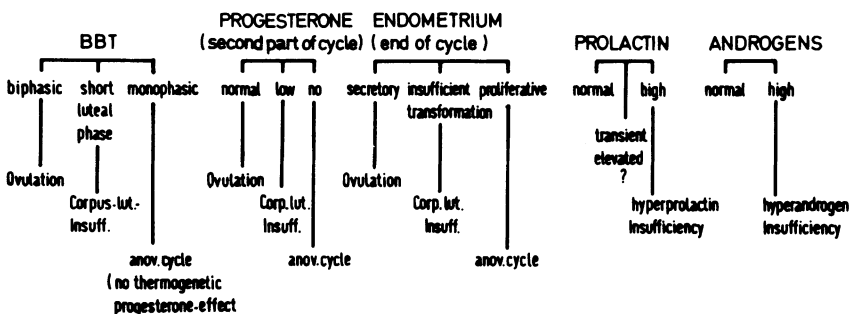 PROGESTERONE ENDOMETRIUM
BBT (second part of cycle) (end of cycle) PROLACTIN ANDROGENS
biphasic short monophasic normal low no secretory insufficient proliferative normal bigh normal high
luteal transformation
phase transient
elevated
Ovulation Ovulation Ovulation ?
Corpus-lut.- Corp.lut. Corp.lut. hyperprolactin hyperandrogen
Insuff. Insuff. Insuff. Insufficiency Insufficiency
anov.cycle anov.cycle anov.cycle
(no thermogenetic
progesterone-effect